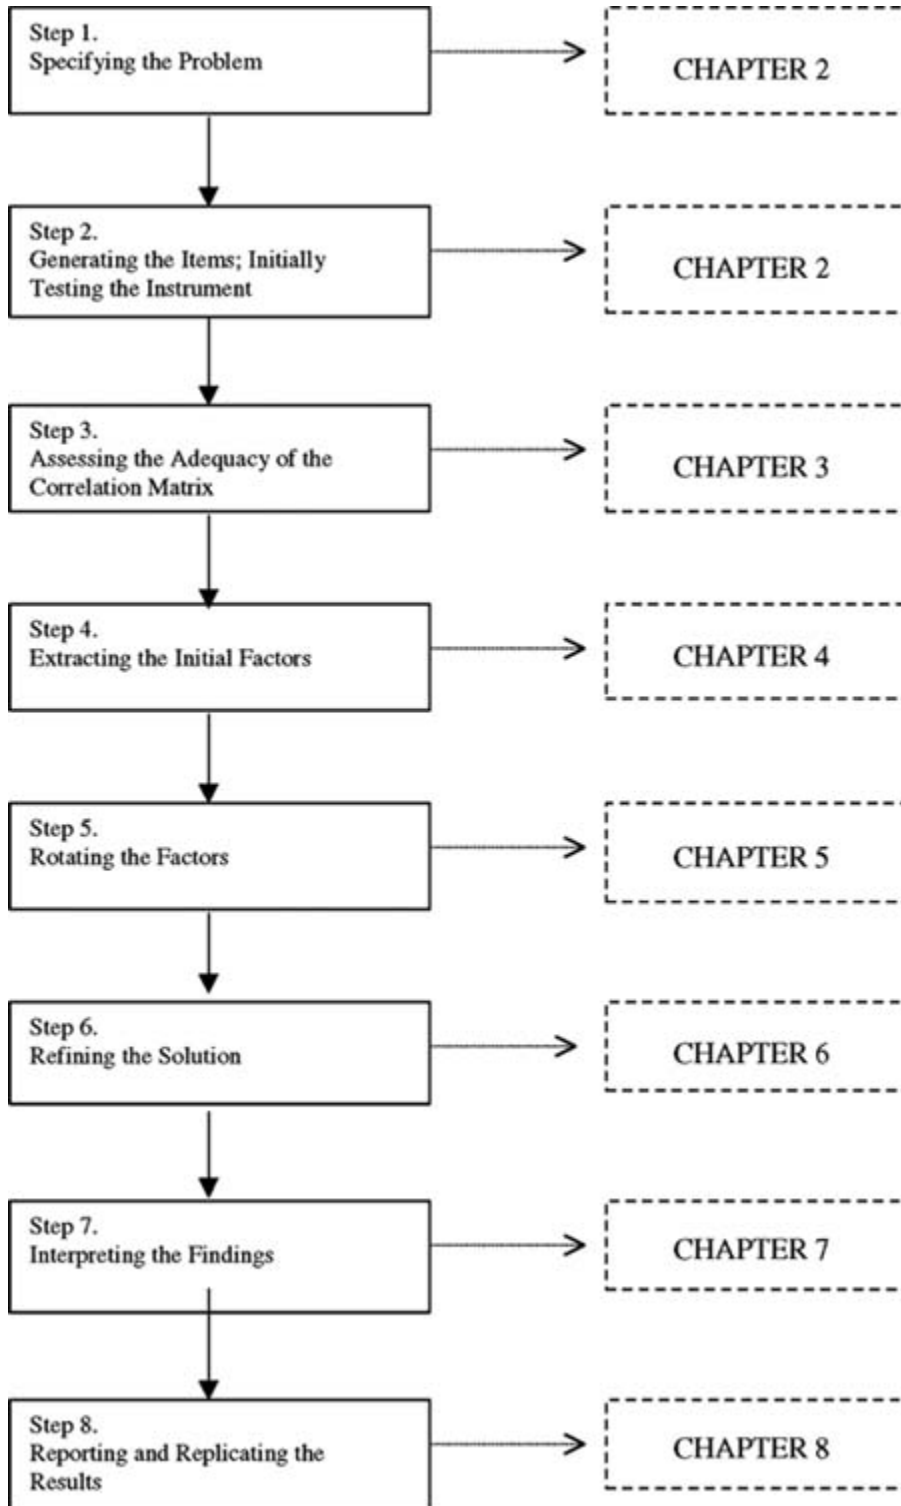 Step 1.
Specifying the Problem
CHAPTER 2
Step 2.
Generating the Items; Initially
Testing the Instrument
CHAPTER 2
Step 3.
Assessing the Adequacy of the
Correlation Matrix
CHAPTER 3
Step 4.
Extracting the Initial Factors
CHAPTER 4
Step 5.
Rotating the Factors
CHAPTER 5
Step 6.
Refining the Solution
CHAPTER 6
Step 7.
Interpreting the Findings
CHAPTER 7
Step 8.
Reporting and Replicating the
Results
CHAPTER 8